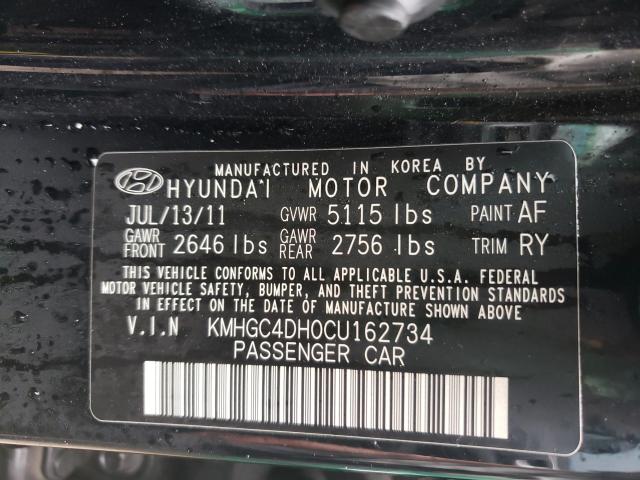 MANUFACTURED IN KOREA BY
HYUNDAI MOTOR COMPANY
JUL/13/11 GVWR 5115 lbs PAINT AF
GAWR FRONT 2646 lbs GAWR REAR 2756 lbs TRIM RY
THIS VEHICLE CONFORMS TO ALL APPLICABLE U.S.A. FEDERAL
MOTOR VEHICLE SAFETY, BUMPER, AND THEFT PREVENTION STANDARDS
IN EFFECT ON THE DATE OF MANUFACTURE SHOWN ABOVE
V.I.N KMHGC4DH0CU162734
PASSENGER CAR